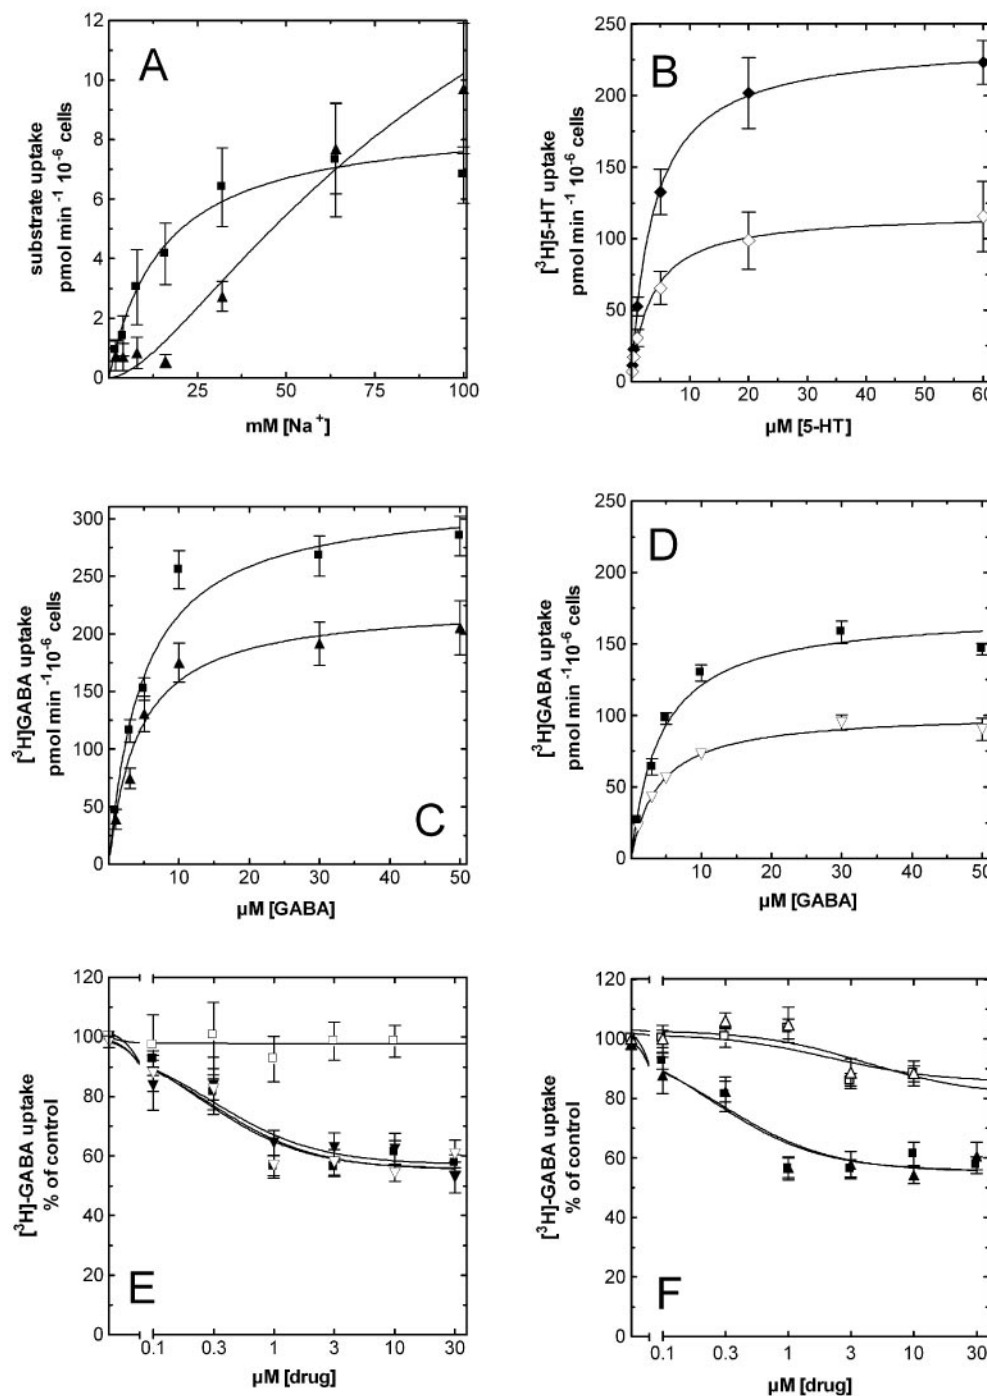 A
substrate uptake
pmol min ⁻¹ 10⁻⁶ cells
12
10
8
6
4
2
0
25 50 75 100
mM [Na⁺]
B
[³H]5-HT uptake
pmol min ⁻¹ 10⁻⁶ cells
250
200
150
100
50
0
10 20 30 40 50 60
µM [5-HT]
C
[³H]GABA uptake
pmol min ⁻¹10⁻⁶ cells
300
250
200
150
100
50
0
10 20 30 40 50
µM [GABA]
D
[³H]GABA uptake
pmol min ⁻¹10⁻⁶ cells
250
200
150
100
50
0
10 20 30 40 50
µM [GABA]
E
[³H]-GABA uptake
% of control
120
100
80
60
40
20
0
0.1 0.3 1 3 10 30
µM [drug]
F
[³H]-GABA uptake
% of control
120
100
80
60
40
20
0
0.1 0.3 1 3 10 30
µM [drug]